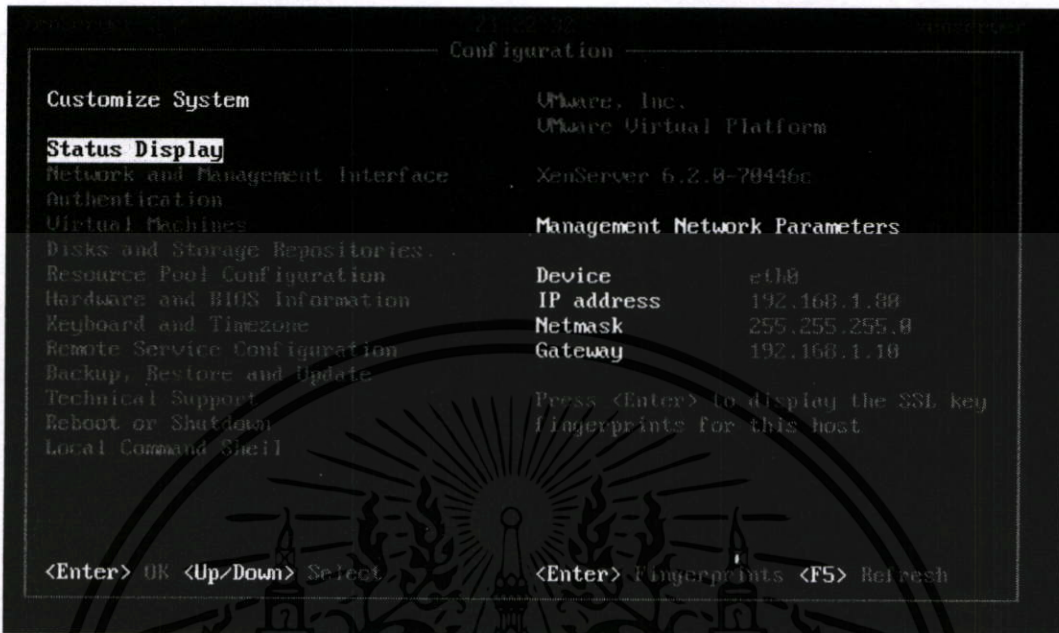 23:22:32
Configuration
Customize System
Status Display
Network and Management Interface
Authentication
Virtual Machines
Disks and Storage Repositories
Resource Pool Configuration
Hardware and BIOS Information
Keyboard and Timezone
Remote Service Configuration
Backup, Restore and Update
Technical Support
Reboot or Shutdown
Local Command Shell
<Enter> OK <Up/Down> Select
VMware, Inc.
VMware Virtual Platform
XenServer 6.2.0-70446c
Management Network Parameters
Device eth0
IP address 192.168.1.80
Netmask 255.255.255.0
Gateway 192.168.1.10
Press <Enter> to display the SSL key
fingerprints for this host
<Enter> Fingerprints <F5> Refresh